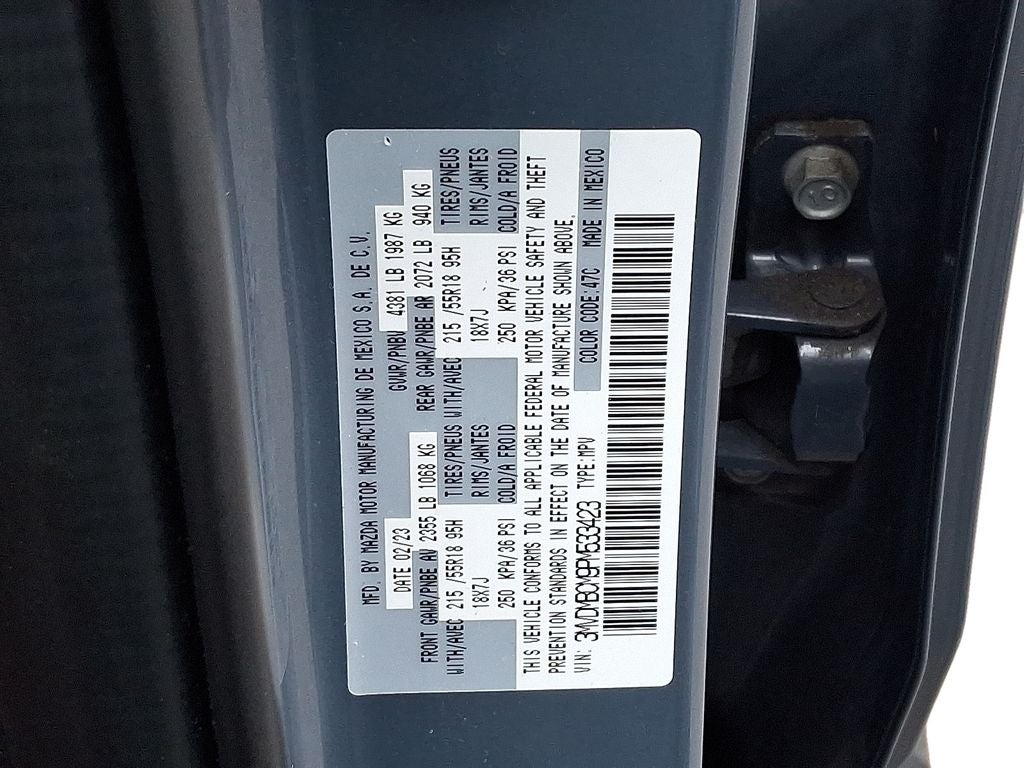 MFD. BY MAZDA MOTOR MANUFACTURING DE MEXICO S.A. DE C.V.
DATE 02/23 GVWR/PNBV 4381 LB 1987 KG
FRONT GAWR/PNBE AV 2355 LB 1068 KG REAR GAWR/PNBE AR 2072 LB 940 KG
WITH/AVEC 215 /55R18 95H TIRES/PNEUS WITH/AVEC 215 /55R18 95H TIRES/PNEUS
18X7J RIMS/JANTES 18X7J RIMS/JANTES
250 KPA/36 PSI COLD/A FROID 250 KPA/36 PSI COLD/A FROID
THIS VEHICLE CONFORMS TO ALL APPLICABLE FEDERAL MOTOR VEHICLE SAFETY AND THEFT
PREVENTION STANDARDS IN EFFECT ON THE DATE OF MANUFACTURE SHOWN ABOVE.
VIN: 3MVDMBCM9PM533423 TYPE:MPV COLOR CODE:47C MADE IN MEXICO
10